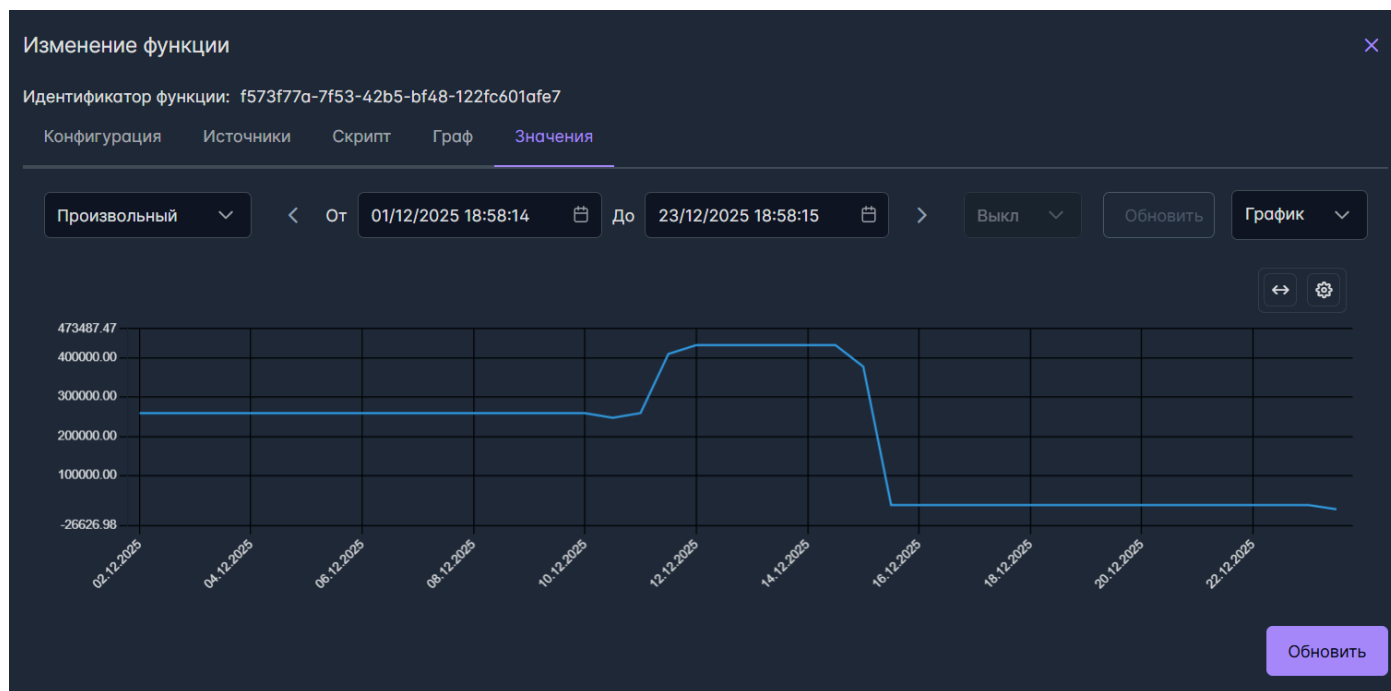 Изменение функции
Идентификатор функции: f573f77a-7f53-42b5-bf48-122fc601afe7
Конфигурация Источники Скрипт Граф Значения
Произвольный От 01/12/2025 18:58:14 До 23/12/2025 18:58:15 Выкл Обновить График
473487.47
400000.00
300000.00
200000.00
100000.00
-26626.98
02.12.2025 04.12.2025 06.12.2025 08.12.2025 10.12.2025 12.12.2025 14.12.2025 16.12.2025 18.12.2025 20.12.2025 22.12.2025
Обновить